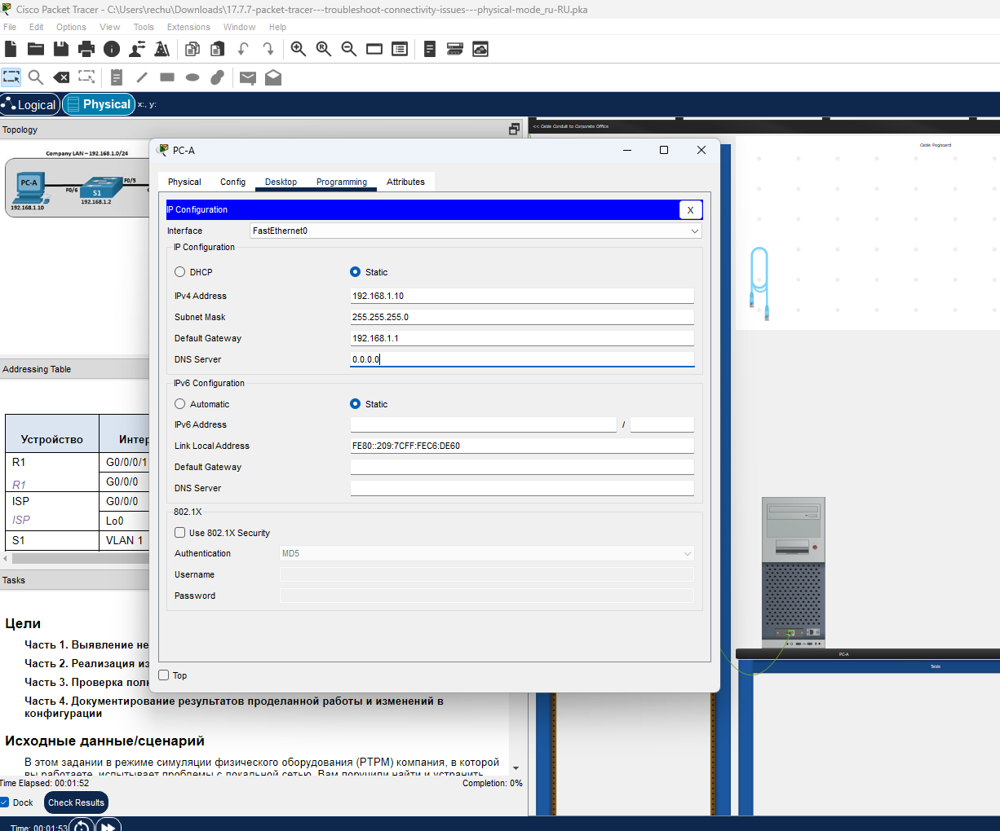 Cisco Packet Tracer - C:\Users\rechu\Downloads\17.7.7-packet-tracer---troubleshoot-connectivity-issues---physical-mode_ru-RU.pka
File Edit Options View Tools Extensions Window Help
Logical Physical x:, y:
Topology
<< Cable Conduit to Corporate Office
Cable Pegboard
Company LAN – 192.168.1.0/24
PC-A
F0/5
F0/6
S1
192.168.1.2
192.168.1.10
PC-A
Physical Config Desktop Programming Attributes
IP Configuration
X
Interface FastEthernet0
IP Configuration
DHCP Static
IPv4 Address 192.168.1.10
Subnet Mask 255.255.255.0
Default Gateway 192.168.1.1
DNS Server 0.0.0.0
IPv6 Configuration
Automatic Static
IPv6 Address /
Link Local Address FE80::209:7CFF:FEC6:DE60
Default Gateway
DNS Server
802.1X
Use 802.1X Security
Authentication MD5
Username
Password
Top
Addressing Table
Устройство Интер
R1 G0/0/0/1
R1 G0/0/0
ISP G0/0/0
ISP Lo0
S1 VLAN 1
Tasks
Цели
Часть 1. Выявление не
Часть 2. Реализация из
Часть 3. Проверка полн
Часть 4. Документирование результатов проделанной работы и изменений в
конфигурации
Исходные данные/сценарий
В этом задании в режиме симуляции физического оборудования (PTPM) компания, в которой
вы работаете, испытывает проблемы с локальной сетью. Вам поручили найти и устранить
Time Elapsed: 00:01:52 Completion: 0%
Dock Check Results
Time: 00:01:53
PC-A
Table